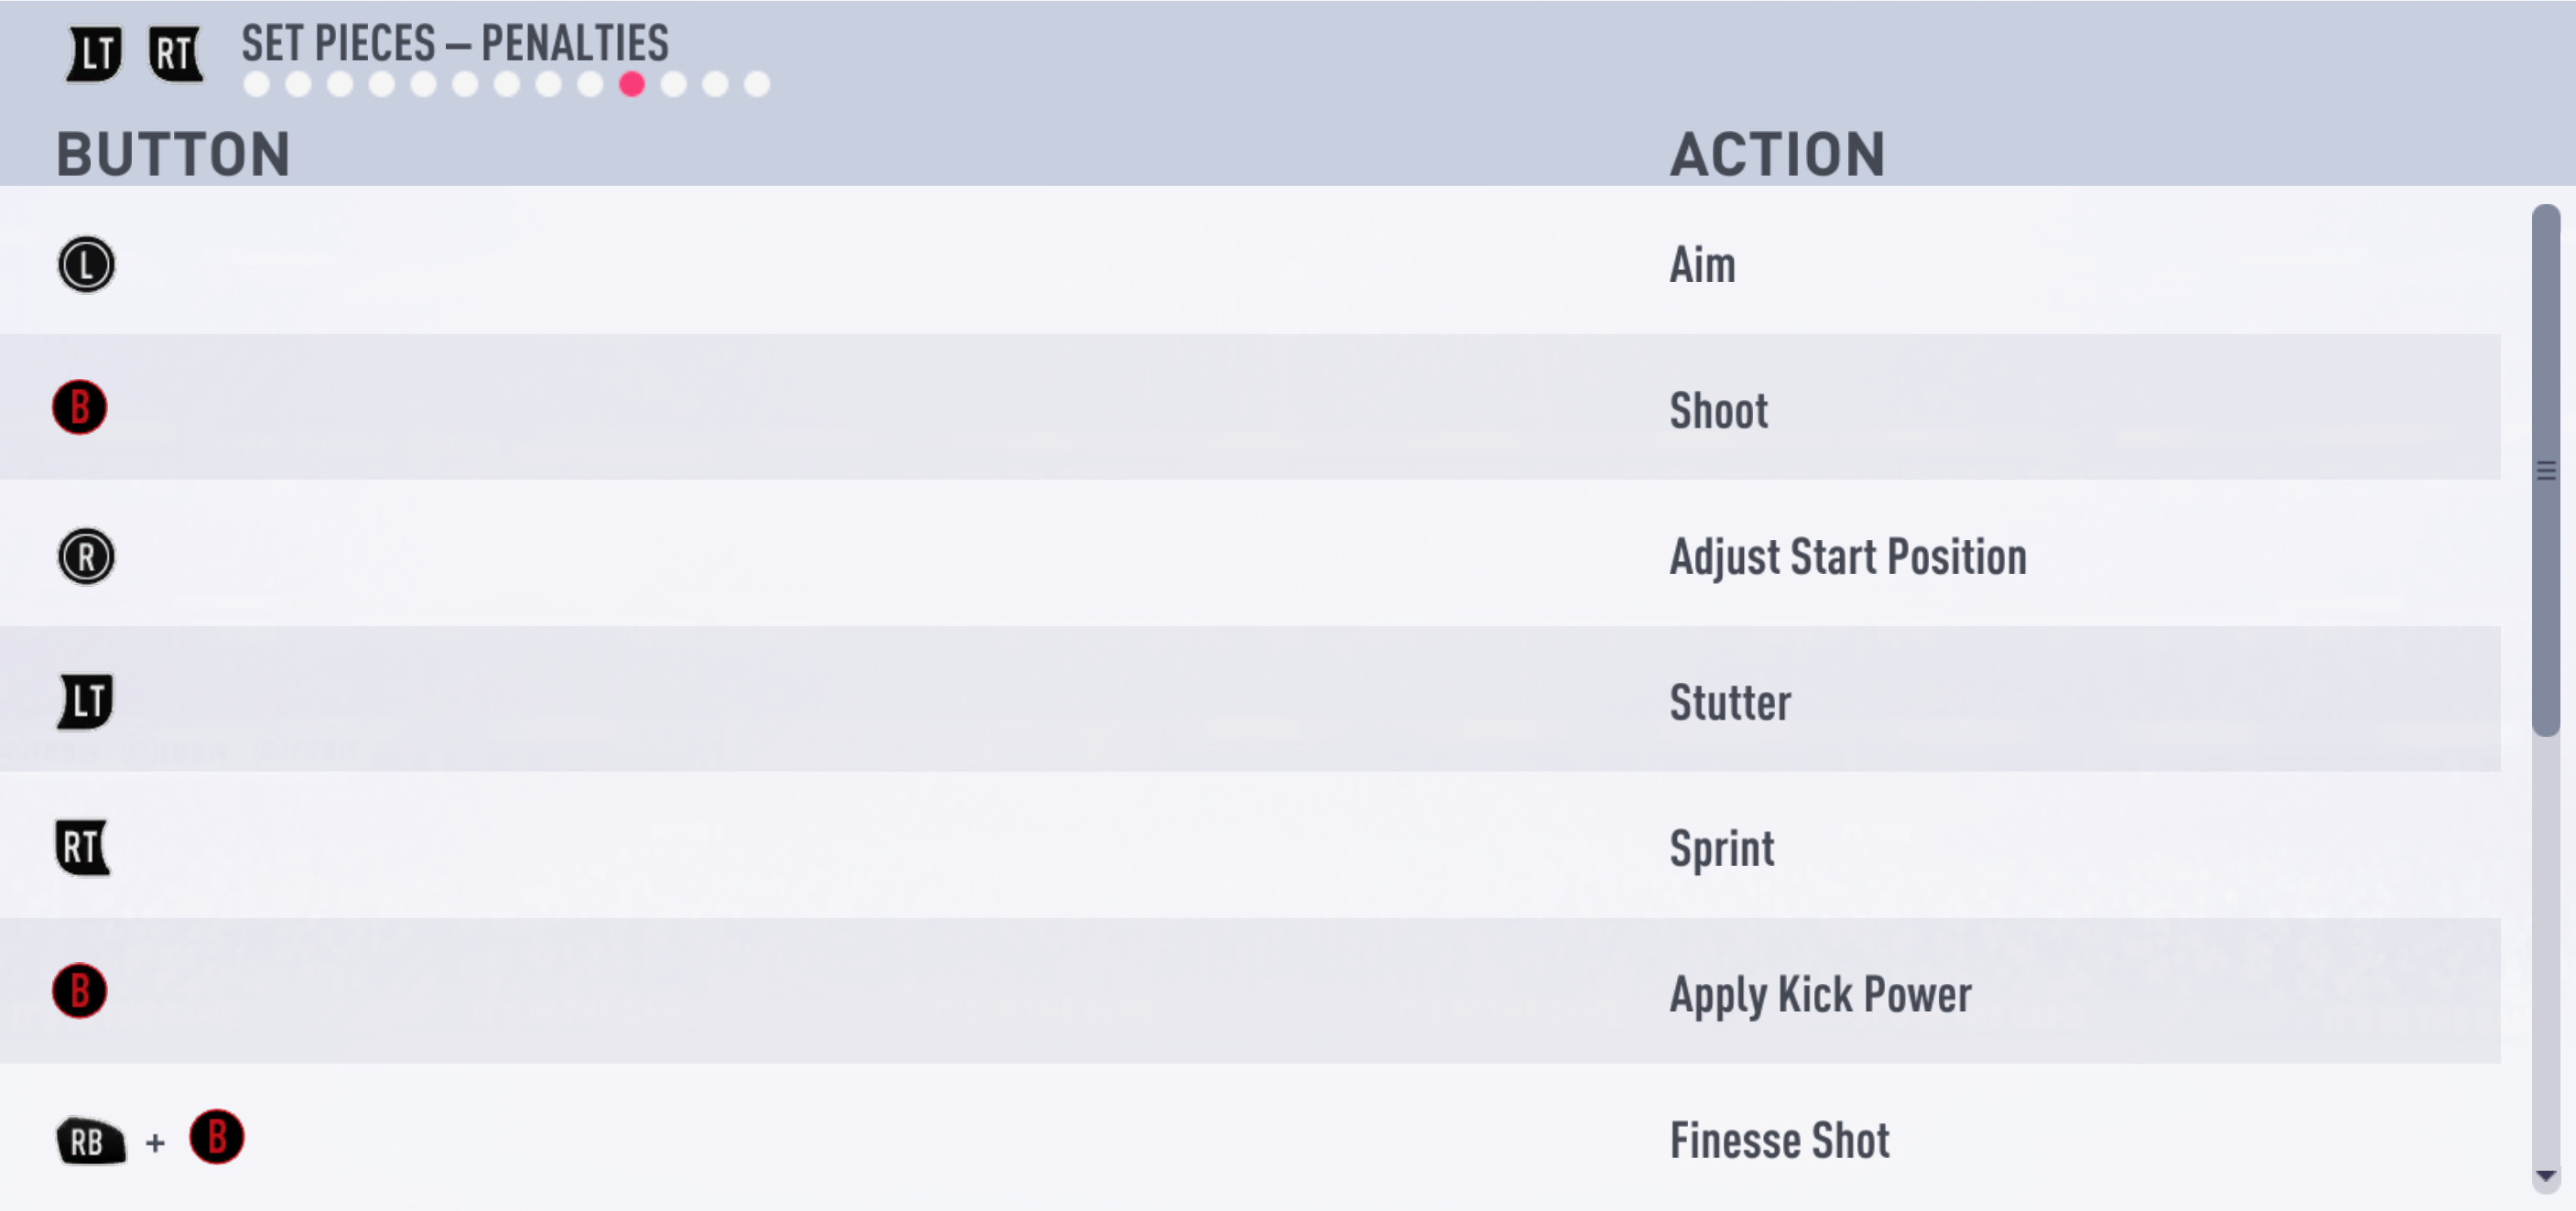 LT RT SET PIECES – PENALTIES
BUTTON ACTION
L Aim
B Shoot
R Adjust Start Position
LT Stutter
RT Sprint
B Apply Kick Power
RB + B Finesse Shot